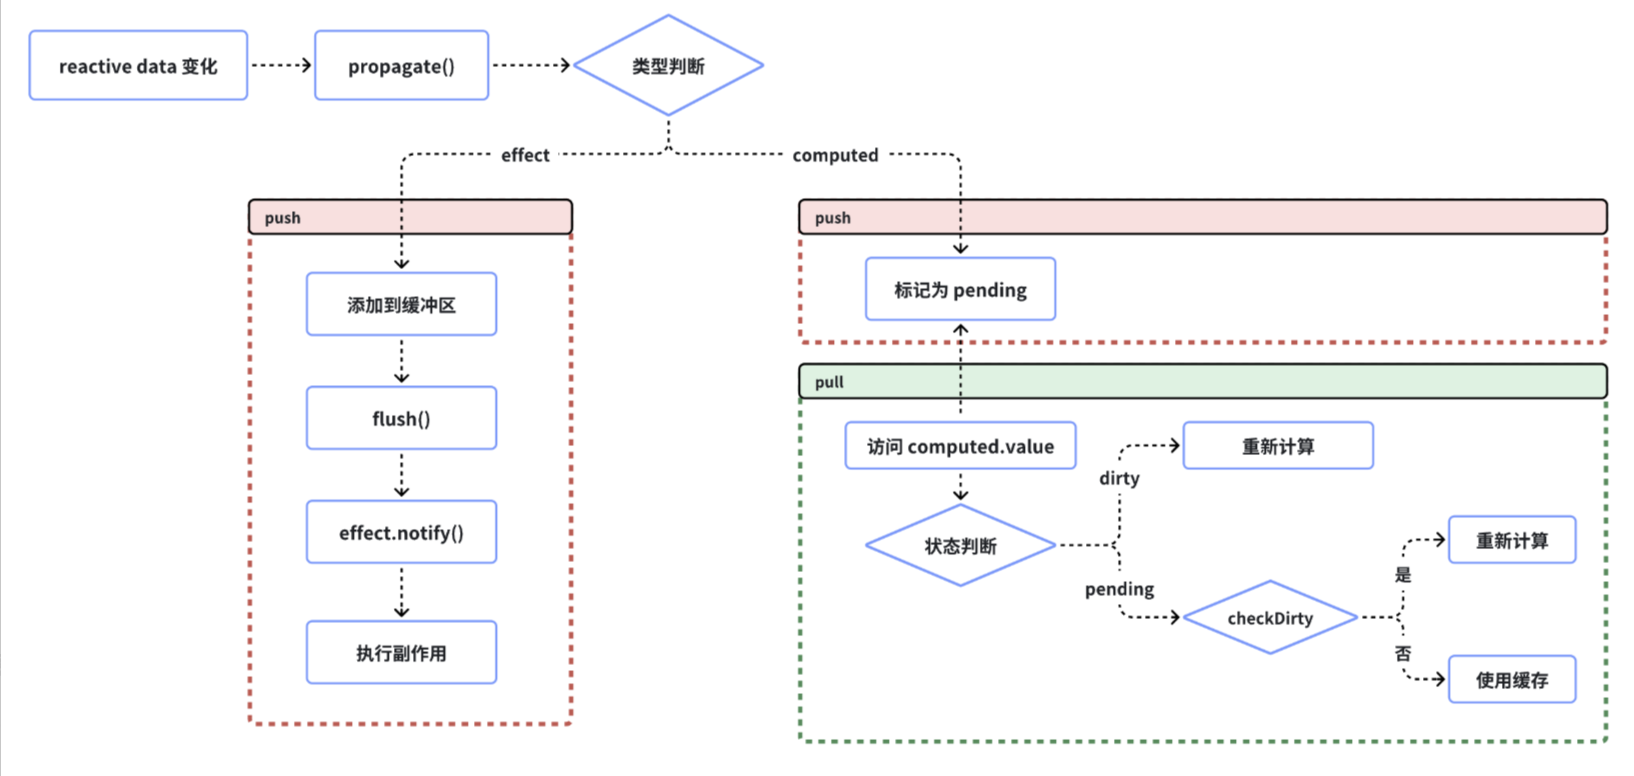 reactive data 变化
propagate()
类型判断
effect
computed
push
添加到缓冲区
flush()
effect.notify()
执行副作用
push
标记为 pending
pull
访问 computed.value
状态判断
dirty
重新计算
pending
checkDirty
是
重新计算
否
使用缓存